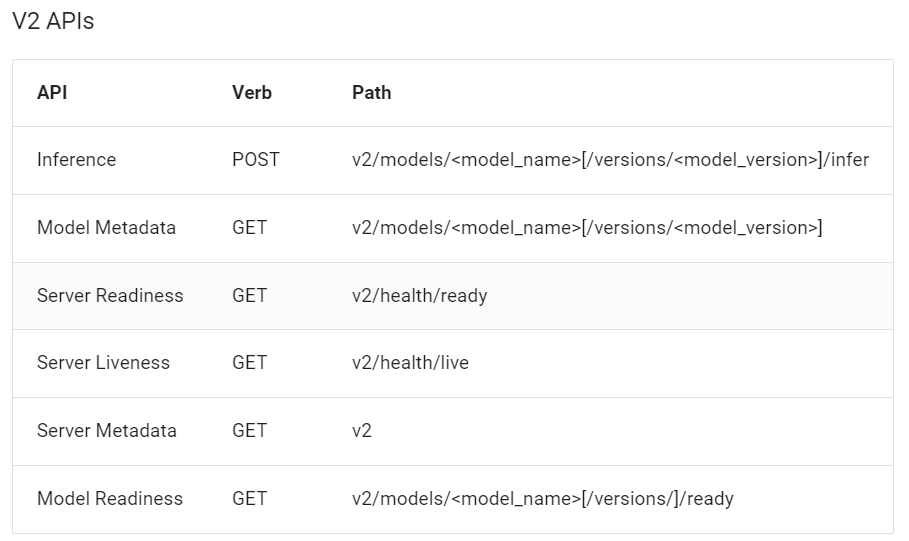 V2 APIs
API Verb Path
Inference POST v2/models/<model_name>[/versions/<model_version>]/infer
Model Metadata GET v2/models/<model_name>[/versions/<model_version>]
Server Readiness GET v2/health/ready
Server Liveness GET v2/health/live
Server Metadata GET v2
Model Readiness GET v2/models/<model_name>[/versions/]/ready